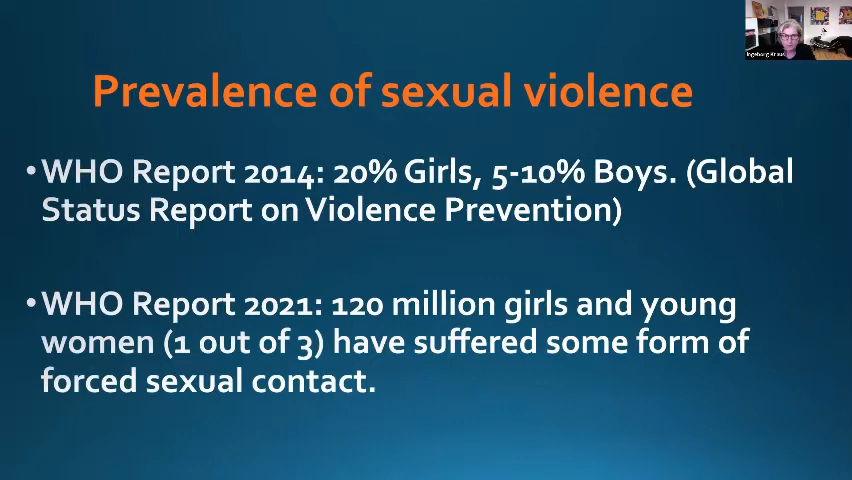 Ingeborg Kraus
Prevalence of sexual violence
•WHO Report 2014: 20% Girls, 5-10% Boys. (Global
Status Report on Violence Prevention)
•WHO Report 2021: 120 million girls and young
women (1 out of 3) have suffered some form of
forced sexual contact.